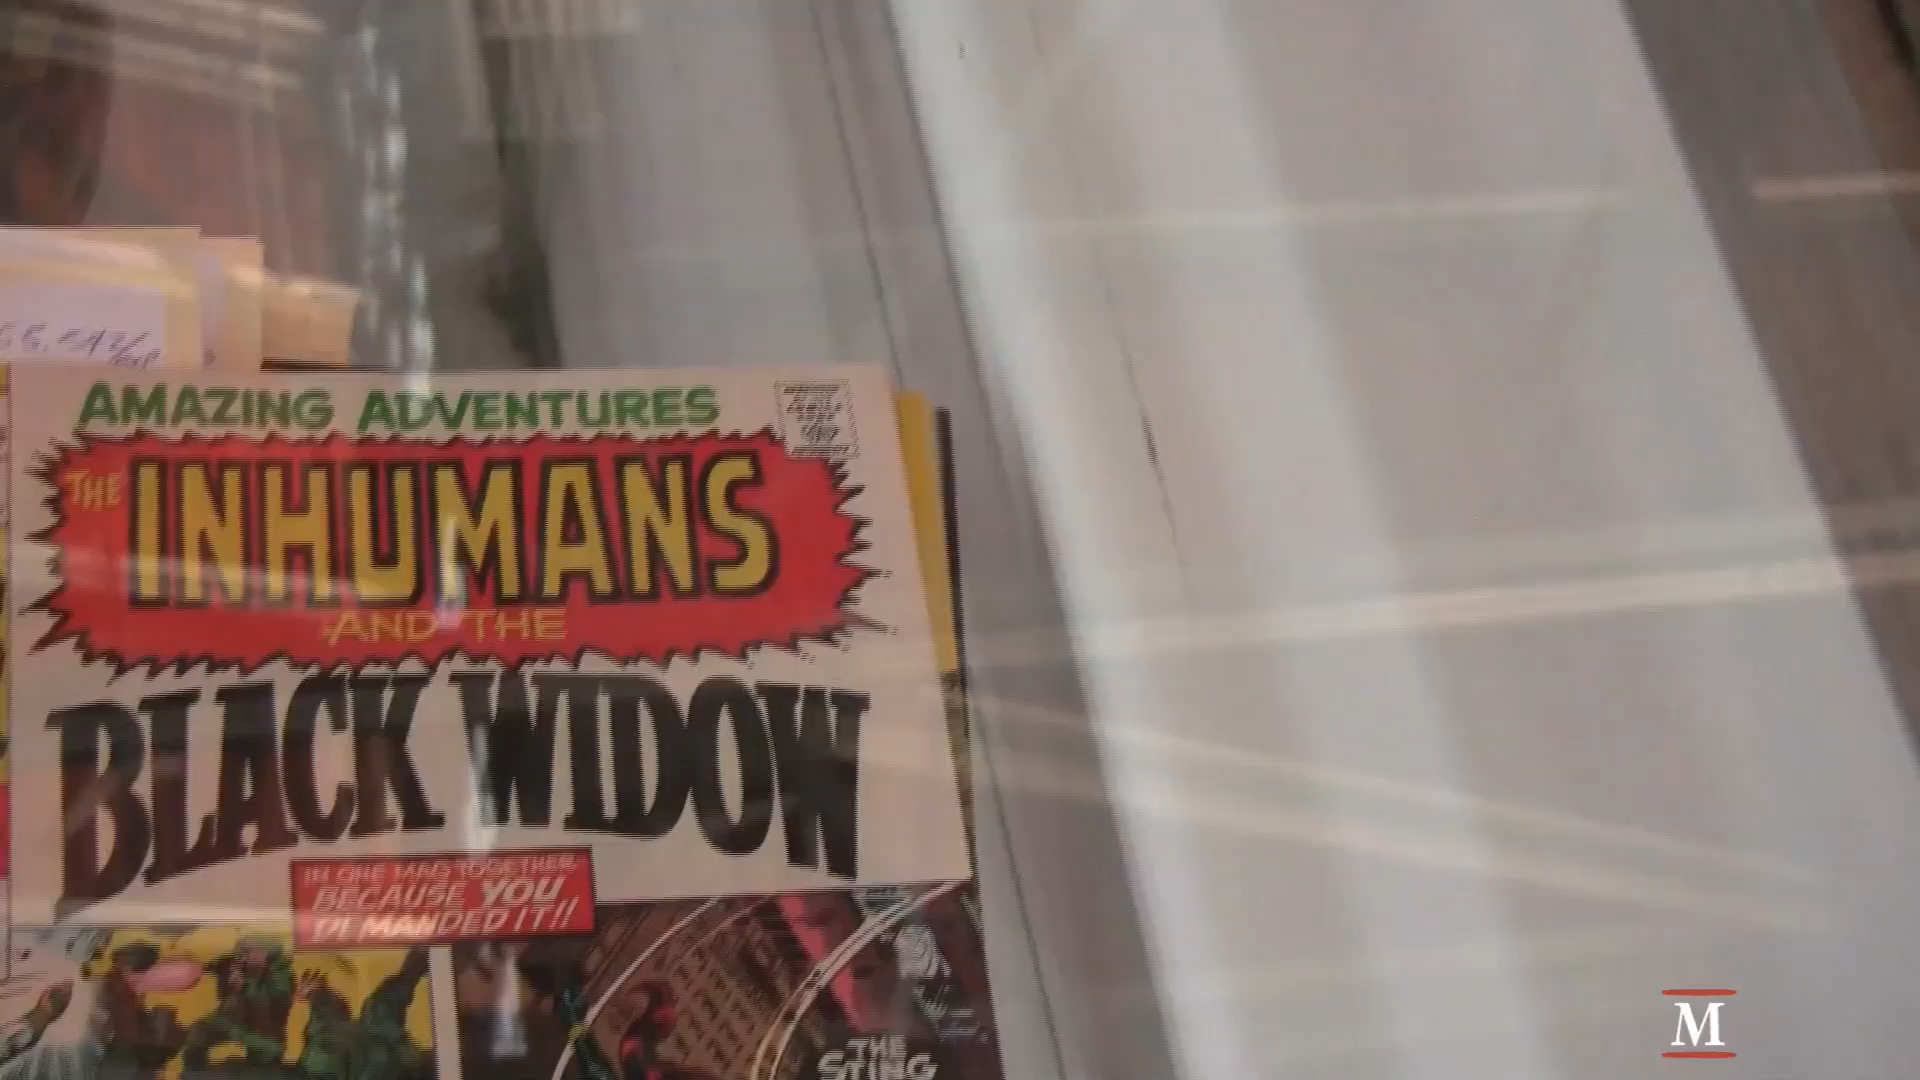 AMAZING ADVENTURES
THE
INHUMANS
AND THE
BLACK WIDOW
IN ONE MAG TOGETHER
BECAUSE YOU
DEMANDED IT!!
THE
STING
M